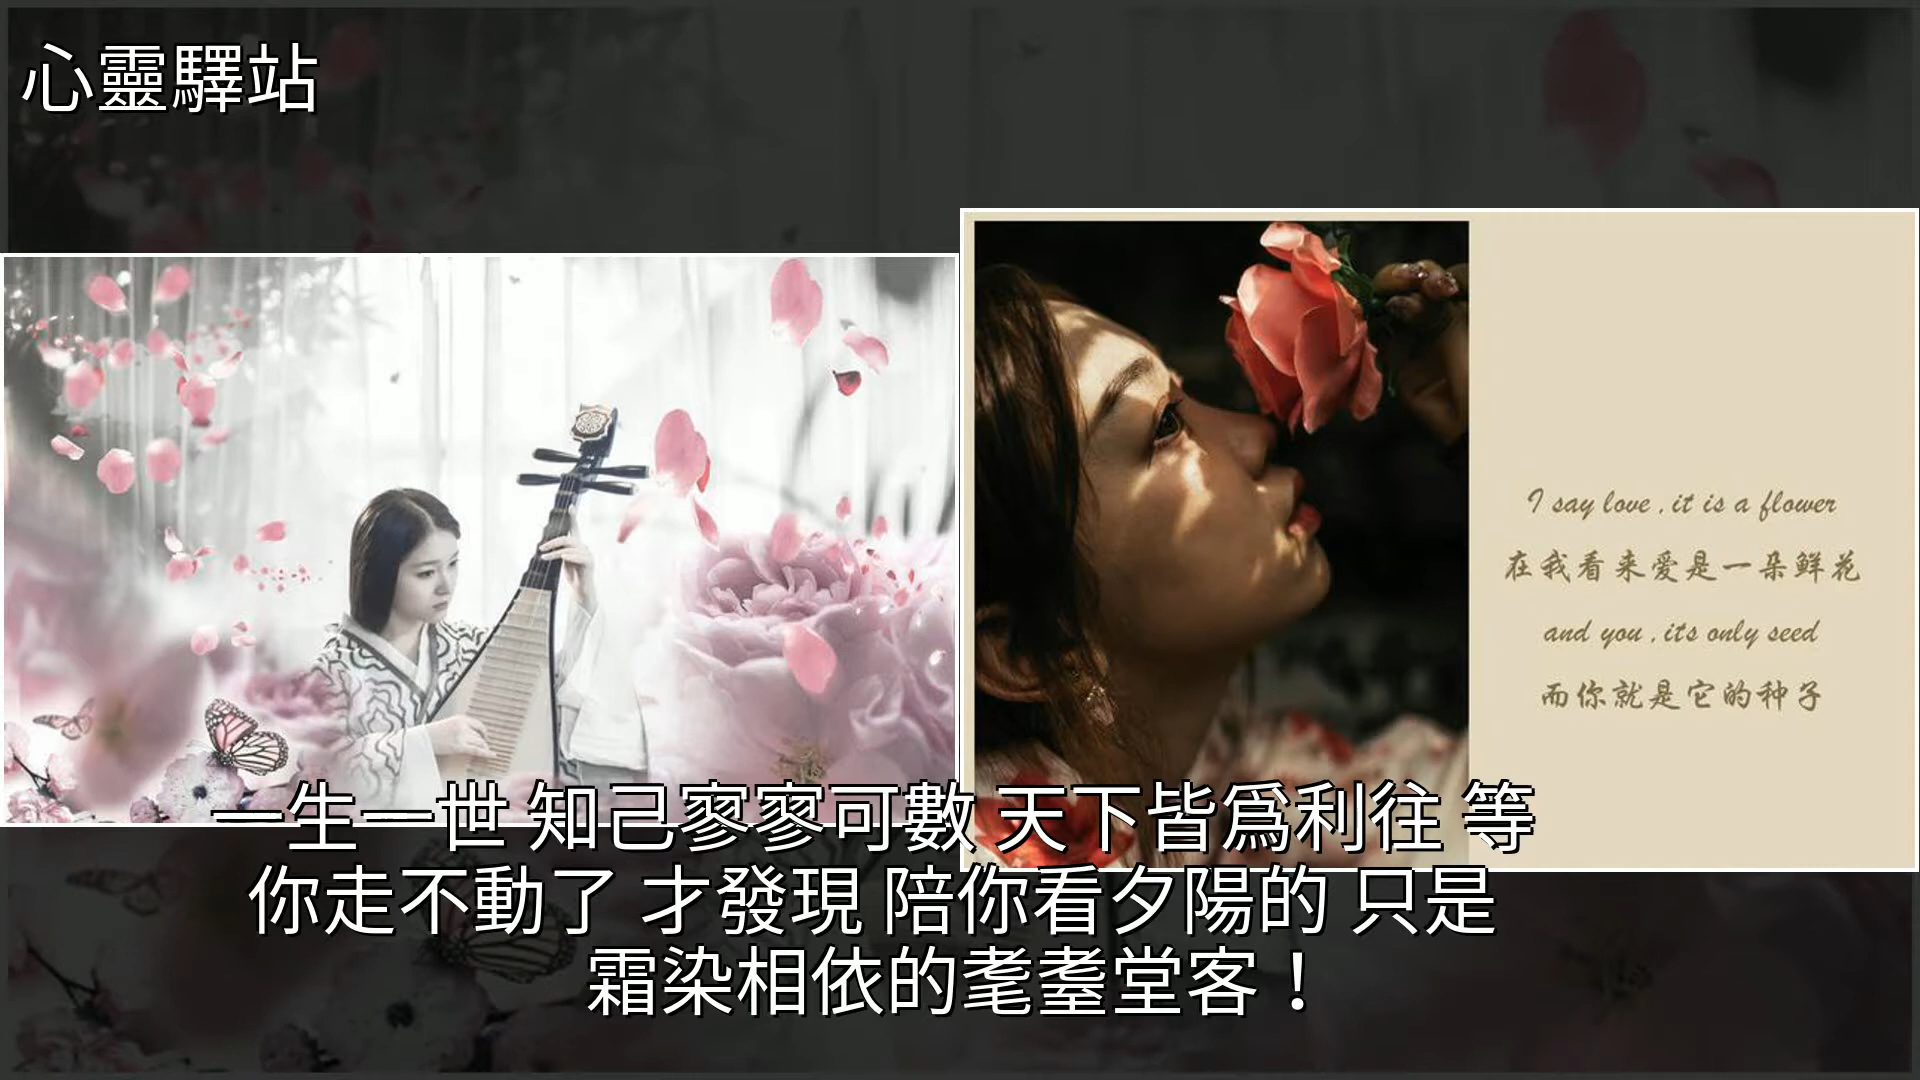 心靈驛站
I say love , it is a flower
在我看来爱是一朵鲜花
and you , its only seed
而你就是它的种子
一生一世 知己寥寥可數 天下皆爲利往 等
你走不動了 才發現 陪你看夕陽的 只是
霜染相依的耄耋堂客！